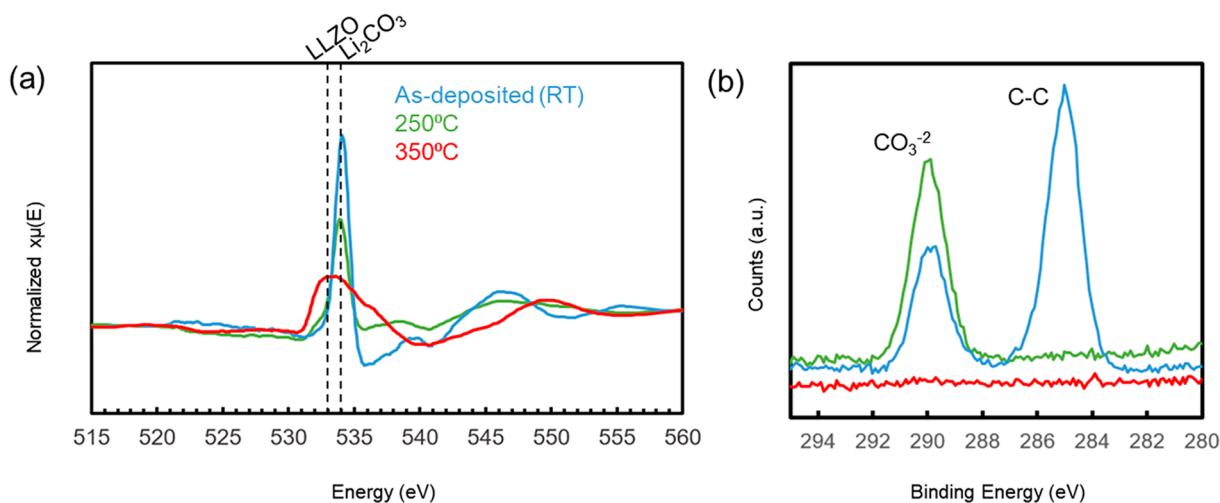 LLZO
Li₂CO₃
(a)
As-deposited (RT)
250ºC
350ºC
Normalized xµ(E)
515 520 525 530 535 540 545 550 555 560
Energy (eV)
(b)
CO₃⁻²
C-C
Counts (a.u.)
294 292 290 288 286 284 282 280
Binding Energy (eV)